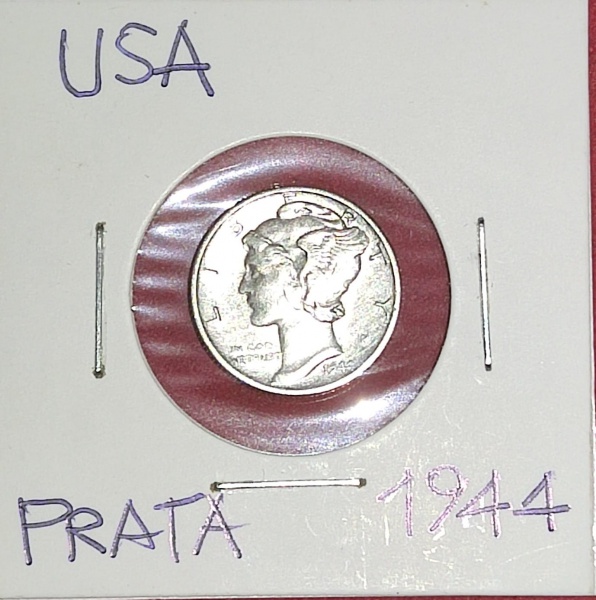 USA
LIBERTY
IN GOD
WE TRUST
PRATA 1944